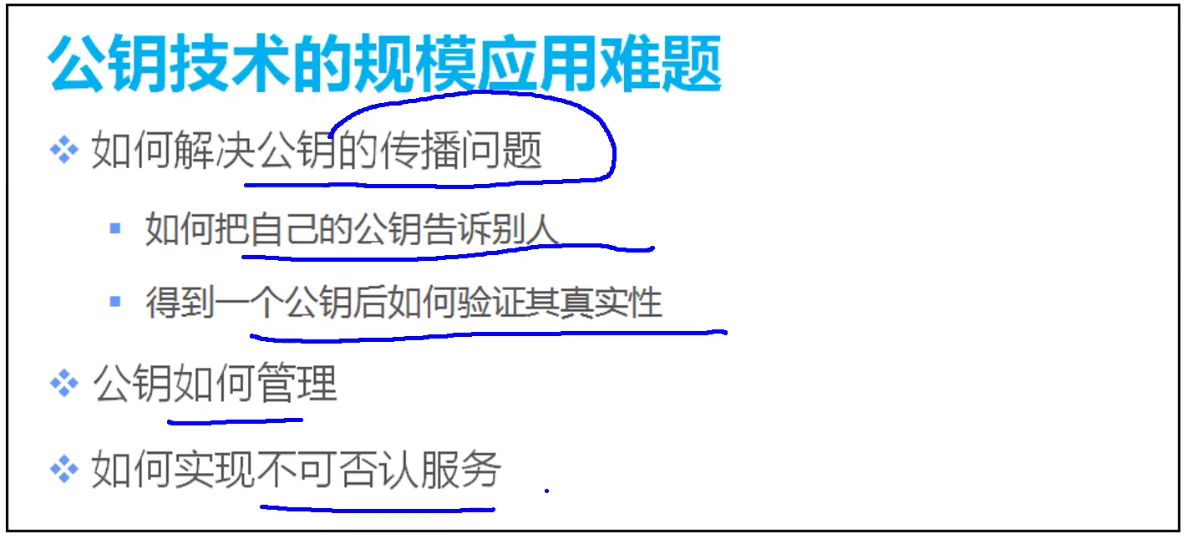 公钥技术的规模应用难题
如何解决公钥的传播问题
如何把自己的公钥告诉别人
得到一个公钥后如何验证其真实性
公钥如何管理
如何实现不可否认服务